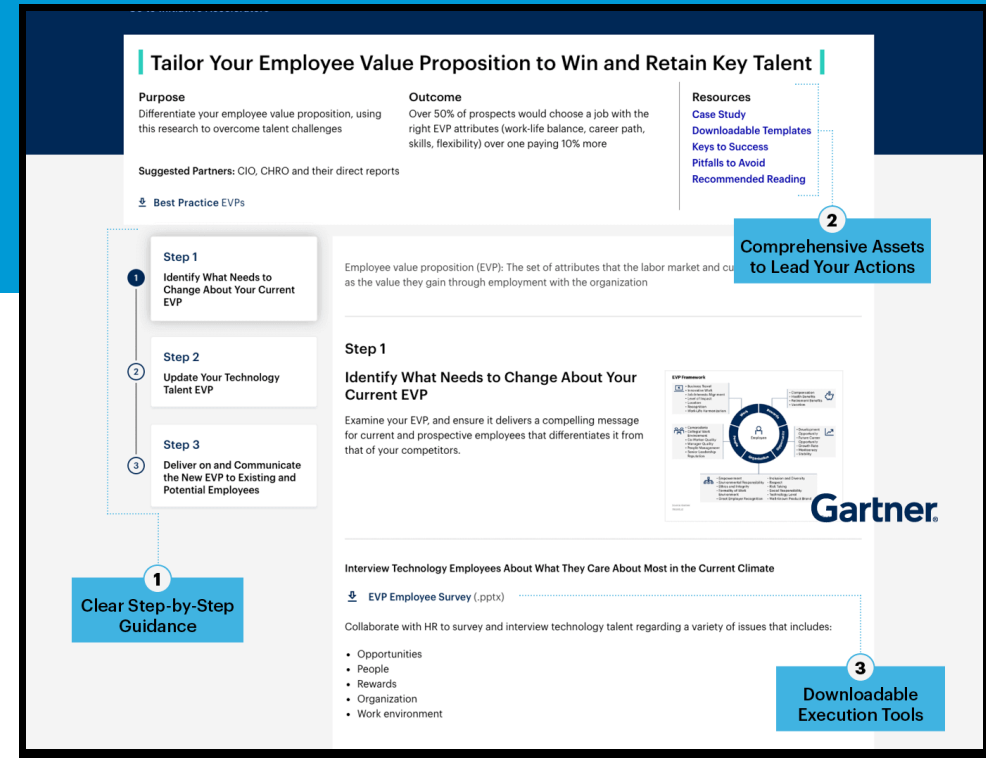 Tailor Your Employee Value Proposition to Win and Retain Key Talent
Purpose
Differentiate your employee value proposition, using
this research to overcome talent challenges
Suggested Partners: CIO, CHRO and their direct reports
Best Practice EVPs
Outcome
Over 50% of prospects would choose a job with the
right EVP attributes (work-life balance, career path,
skills, flexibility) over one paying 10% more
Resources
Case Study
Downloadable Templates
Keys to Success
Pitfalls to Avoid
Recommended Reading
2
Comprehensive Assets
to Lead Your Actions
1
Step 1
Identify What Needs to
Change About Your Current
EVP
2
Step 2
Update Your Technology
Talent EVP
3
Step 3
Deliver on and Communicate
the New EVP to Existing and
Potential Employees
1
Clear Step-by-Step
Guidance
Employee value proposition (EVP): The set of attributes that the labor market and
as the value they gain through employment with the organization
Step 1
Identify What Needs to Change About Your
Current EVP
Examine your EVP, and ensure it delivers a compelling message
for current and prospective employees that differentiates it from
that of your competitors.
EVP Framework
Employee
Gartner
Interview Technology Employees About What They Care About Most in the Current Climate
EVP Employee Survey (.pptx)
Collaborate with HR to survey and interview technology talent regarding a variety of issues that includes:
• Opportunities
• People
• Rewards
• Organization
• Work environment
3
Downloadable
Execution Tools